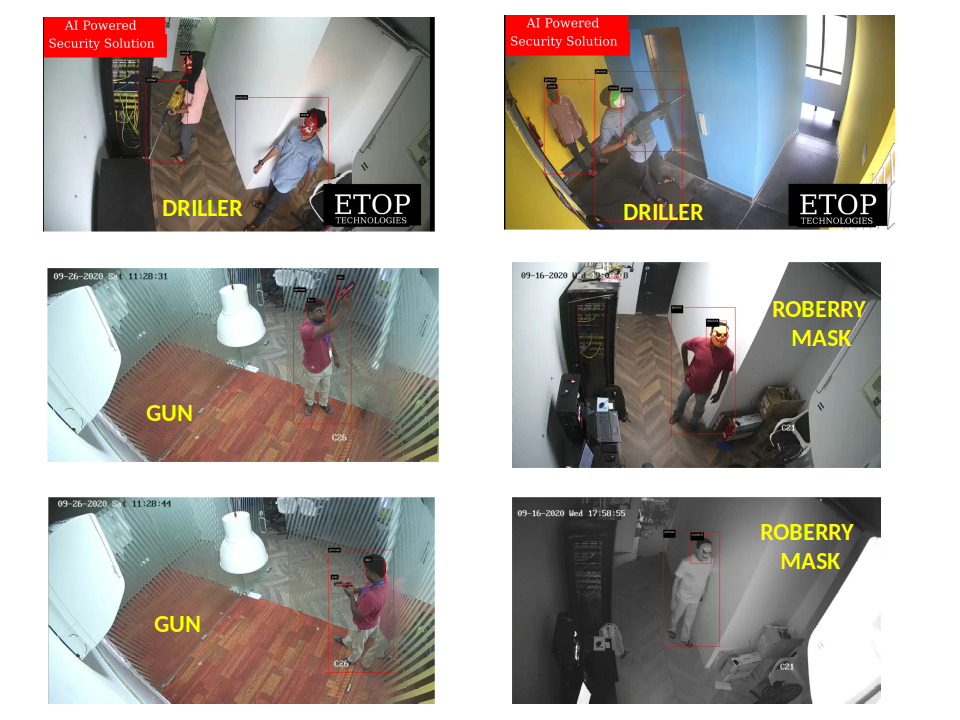 AI Powered
Security Solution
DRILLER
ETOP
TECHNOLOGIES
AI Powered
Security Solution
DRILLER
ETOP
TECHNOLOGIES
09-26-2020 Sat 11:28:31
GUN
C26
09-16-2020 Wed
ROBERRY
MASK
C21
09-26-2020 Sat 11:28:44
GUN
C26
09-16-2020 Wed 17:58:55
ROBERRY
MASK
C21